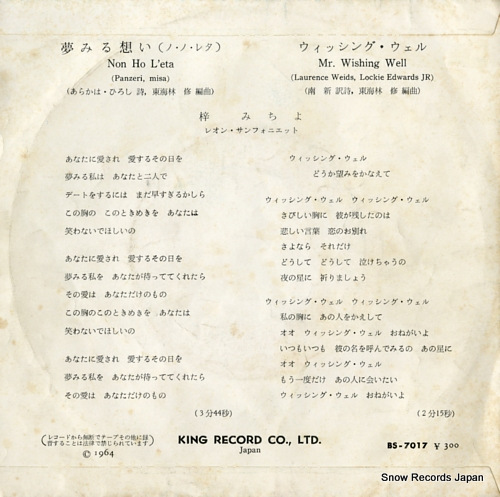 夢みる想い(ノ・ノ・レタ)
Non Ho L'eta
(Panzeri, misa)
(あらかは・ひろし 詩, 東海林 修 編曲)
ウィッシング・ウェル
Mr. Wishing Well
(Laurence Weids, Lockie Edwards JR)
(南 新 訳詩, 東海林 修 編曲)
梓 みちよ
レオン・サンフォニエット
あなたに愛され 愛するその日を
夢みる私は あなたと二人で
デートをするには まだ早すぎるかしら
この胸の このときめきを あなたは
笑わないでほしいの
あなたに愛され 愛するその日を
夢みる私を あなたが待っててくれたら
その愛は あなただけのもの
この胸のこのときめきを あなたは
笑わないでほしいの
あなたに愛され 愛するその日を
夢みる私を あなたが待っててくれたら
その愛は あなただけのもの
(3分44秒)
ウィッシング・ウェル
どうか望みをかなえて
ウィッシング・ウェル ウィッシング・ウェル
さびしい胸に 彼が残したのは
悲しい言葉 恋のお別れ
さよなら それだけ
どうして どうして 泣けちゃうの
夜の星に 祈りましょう
ウィッシング・ウェル ウィッシング・ウェル
私の胸に あの人をかえして
オオ ウィッシング・ウェル おねがいよ
いつもいつも 彼の名を呼んでみるの あの星に
オオ ウィッシング・ウェル
もう一度だけ あの人に会いたい
ウィッシング・ウェル おねがいよ
(2分15秒)
(レコードから無断でテープその他に録
音することは法律で禁じられています)
© 1964
KING RECORD CO., LTD.
Japan
BS-7017 ¥300
Snow Records Japan